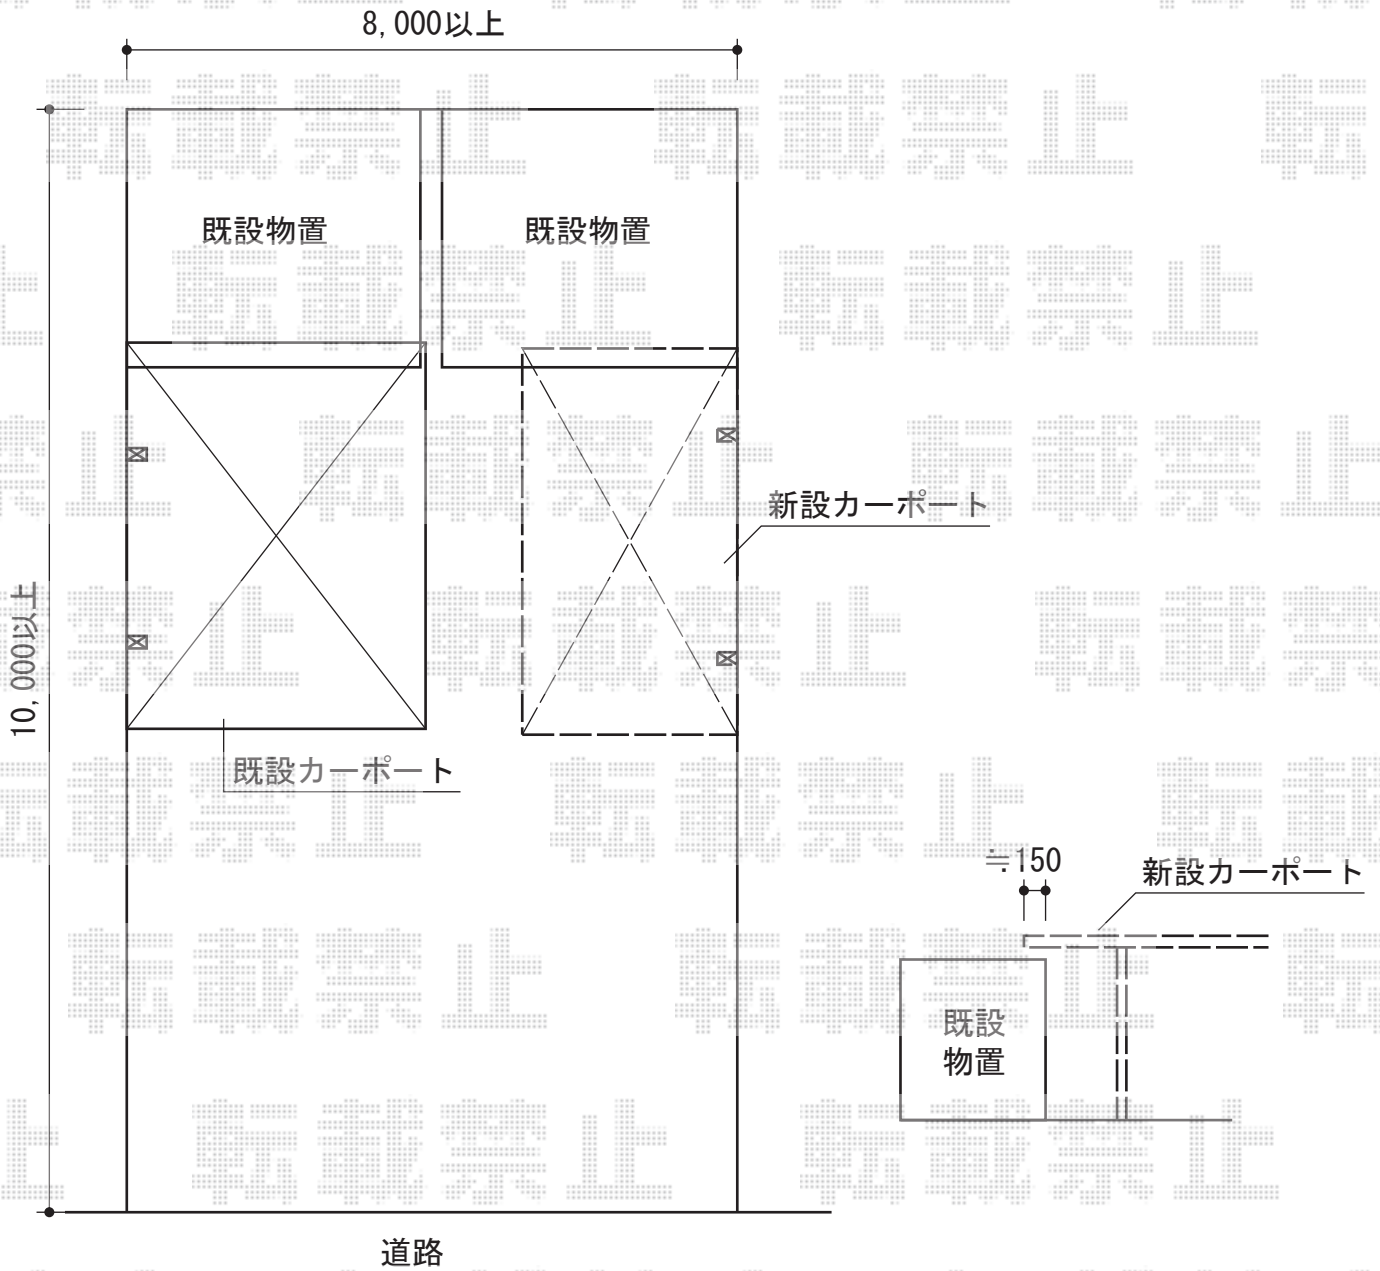 8,000以上
既設物置
既設物置
新設カーポート
10,000以上
既設カーポート
≒150
新設カーポート
既設
物置
道路
転載禁止